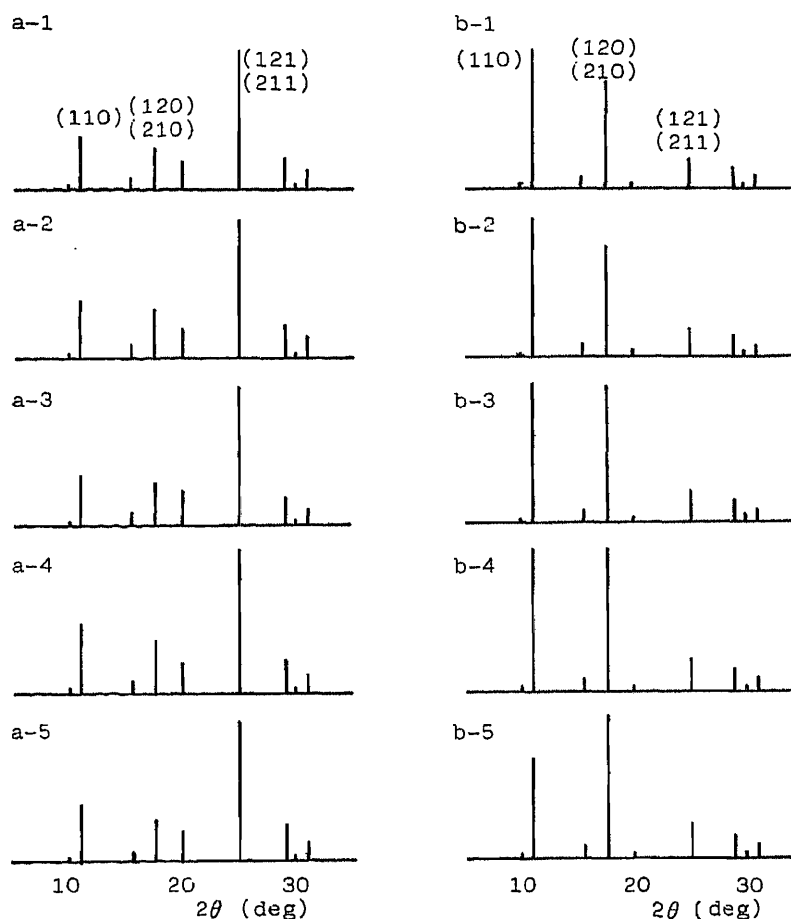 a-1
(110)
(120)
(210)
(121)
(211)
a-2
a-3
a-4
a-5
10 20 30
2θ (deg)
b-1
(110)
(120)
(210)
(121)
(211)
b-2
b-3
b-4
b-5
10 20 30
2θ (deg)